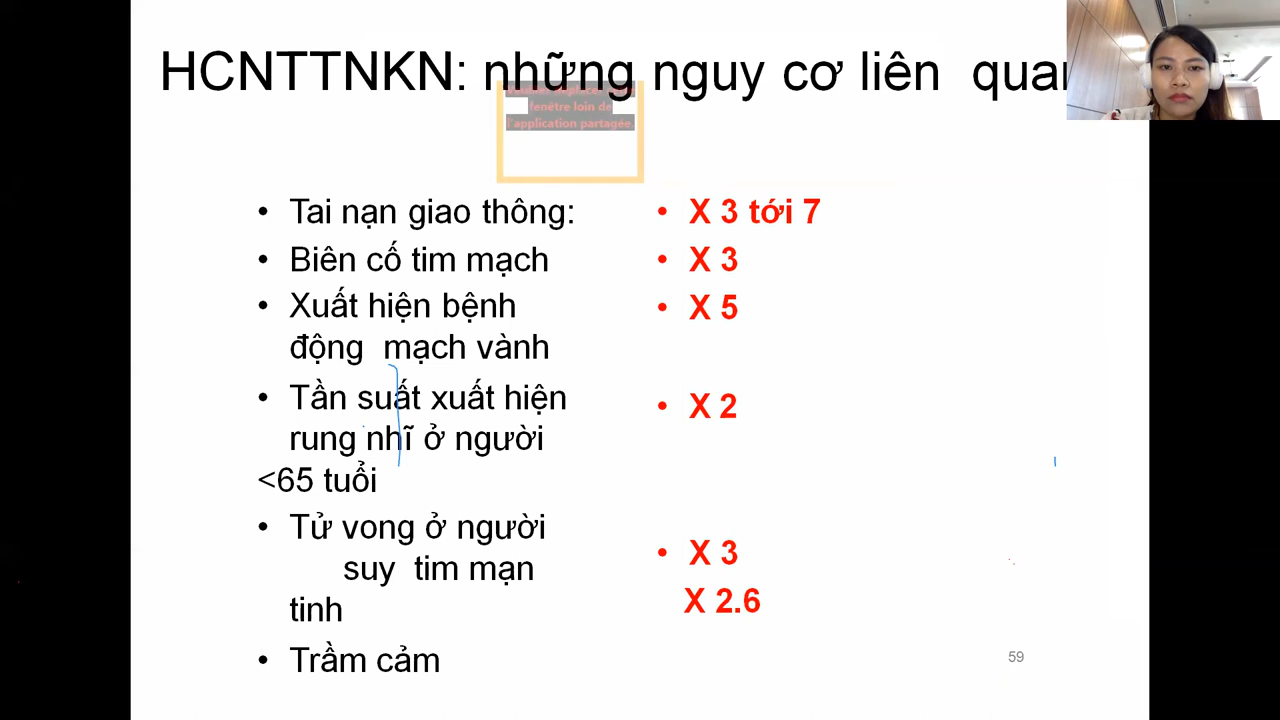 HCNTTNKN: những nguy cơ liên quan
fenêtre loin de
l'application partagée.
• Tai nạn giao thông:
• X 3 tới 7
• Biên cố tim mạch
• X 3
• Xuất hiện bệnh
động mạch vành
• X 5
• Tần suất xuất hiện
rung nhĩ ở người
<65 tuổi
• X 2
• Tử vong ở người
suy tim mạn
tinh
• X 3
X 2.6
• Trầm cảm
59